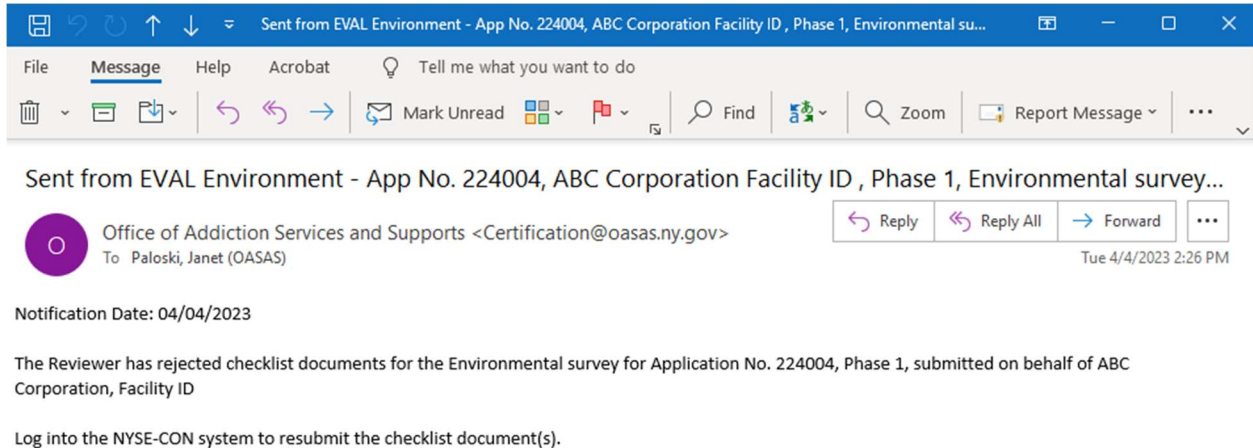 Sent from EVAL Environment - App No. 224004, ABC Corporation Facility ID , Phase 1, Environmental su...
File Message Help Acrobat Tell me what you want to do
Mark Unread Find Zoom Report Message
Sent from EVAL Environment - App No. 224004, ABC Corporation Facility ID , Phase 1, Environmental survey...
O
Office of Addiction Services and Supports <Certification@oasas.ny.gov>
To Paloski, Janet (OASAS)
Reply Reply All Forward
Tue 4/4/2023 2:26 PM
Notification Date: 04/04/2023
The Reviewer has rejected checklist documents for the Environmental survey for Application No. 224004, Phase 1, submitted on behalf of ABC
Corporation, Facility ID
Log into the NYSE-CON system to resubmit the checklist document(s).